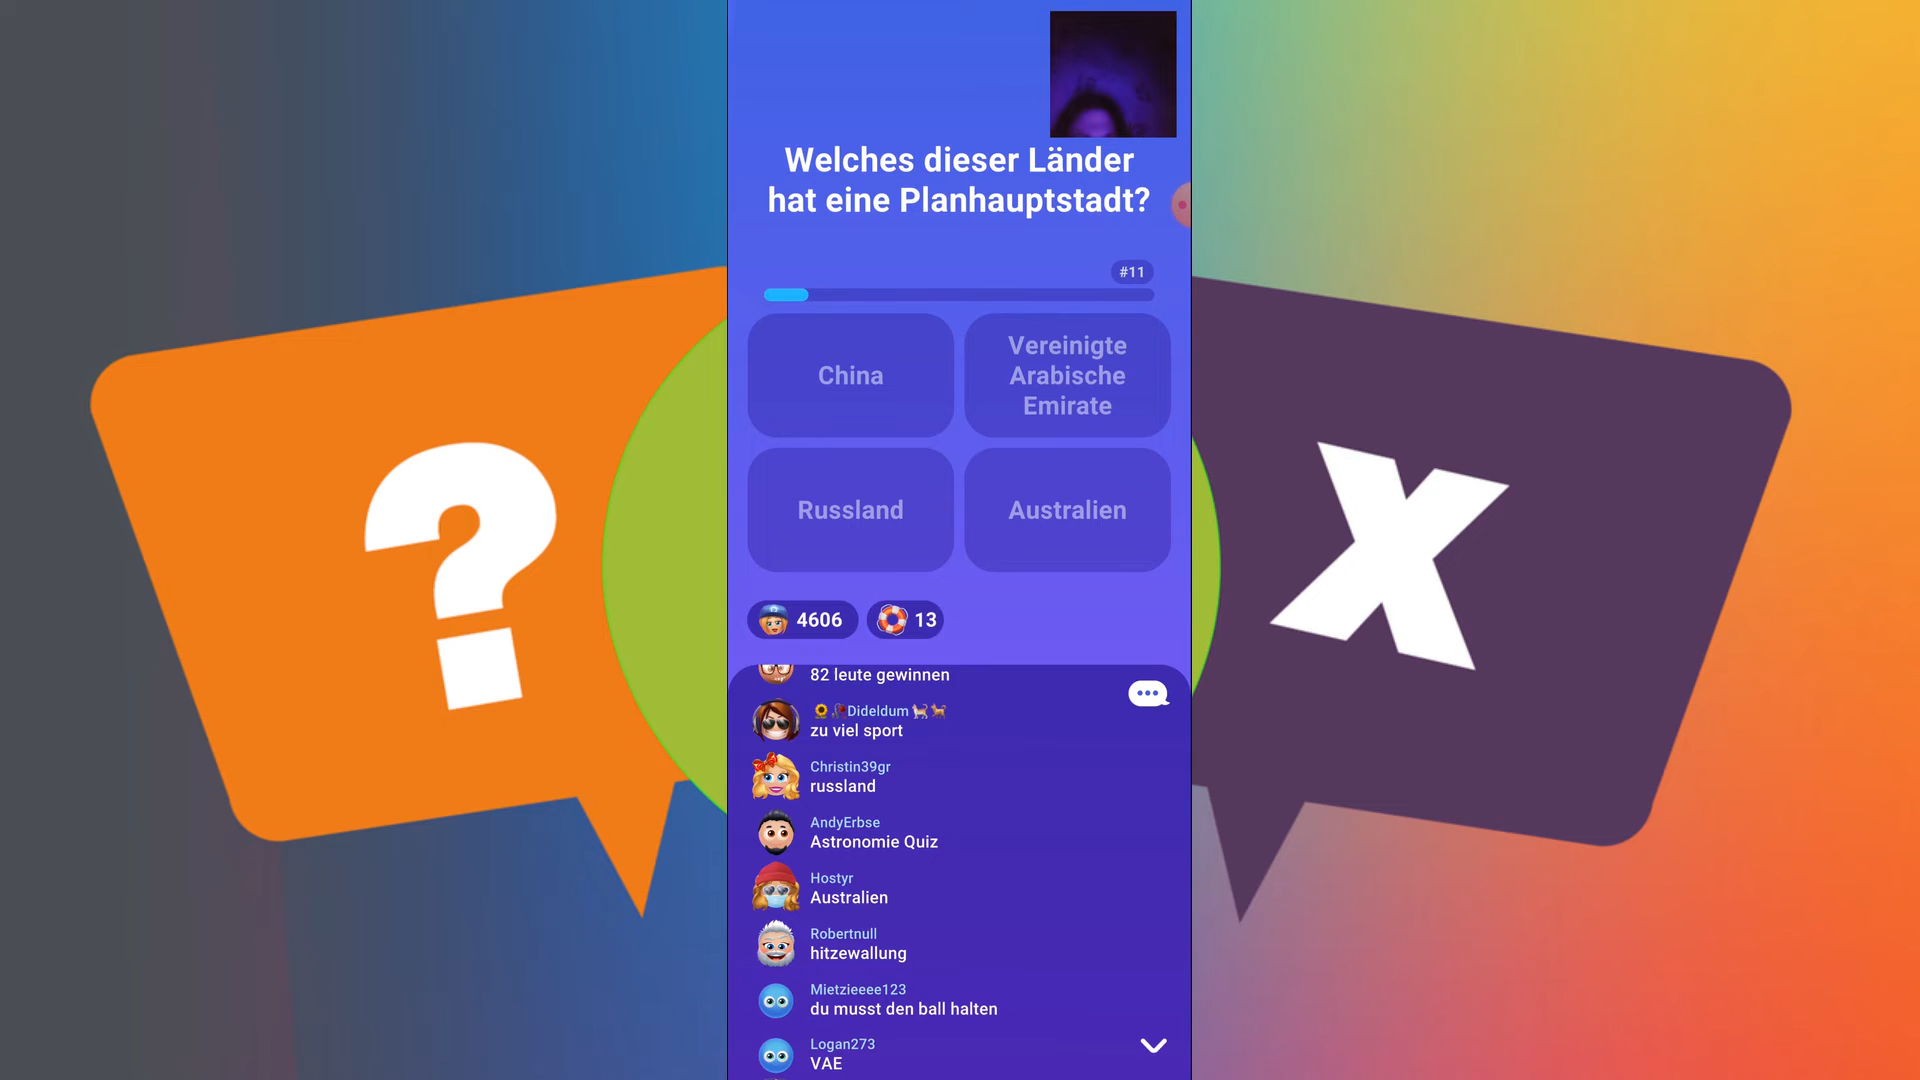 Welches dieser Länder
hat eine Planhauptstadt?
#11
China
Vereinigte
Arabische
Emirate
Russland
Australien
4606
13
82 leute gewinnen
Dideldum
zu viel sport
Christin39gr
russland
AndyErbse
Astronomie Quiz
Hostyr
Australien
Robertnull
hitzewallung
Mietzieeee123
du musst den ball halten
Logan273
VAE
?
X